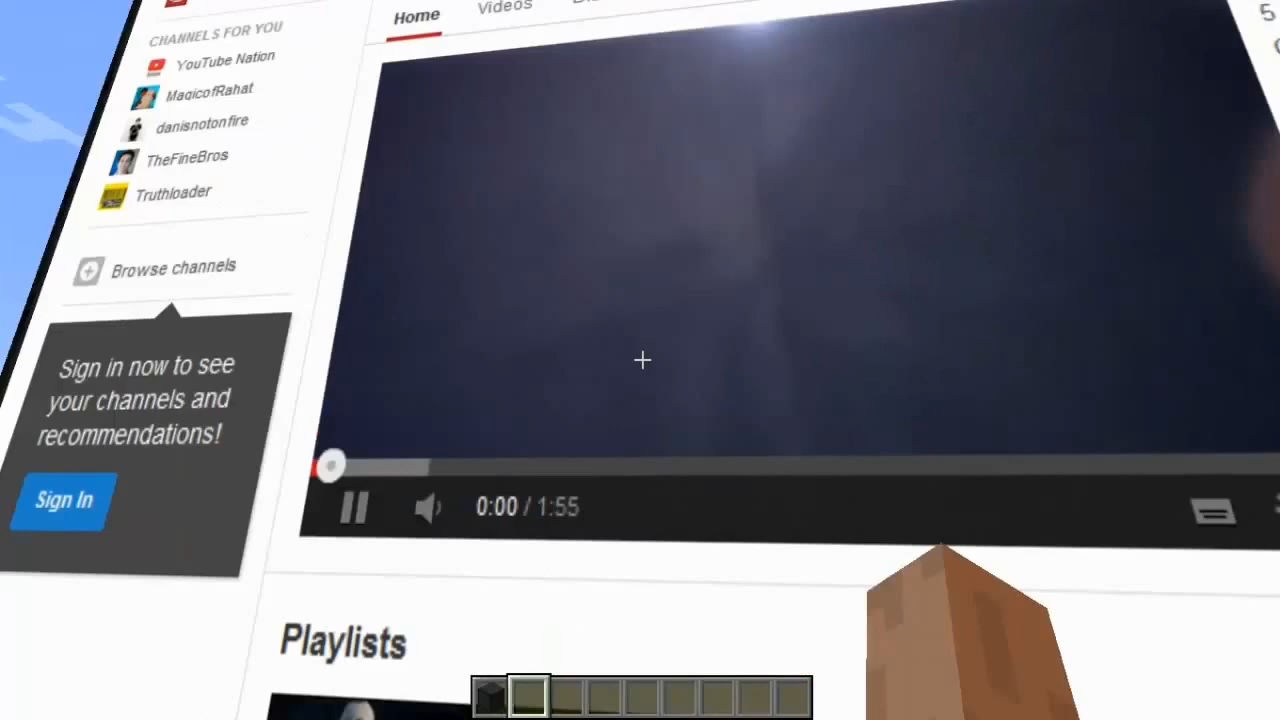 Home
Videos
CHANNELS FOR YOU
YouTube Nation
MagicofRahat
danisnotonfire
TheFineBros
Truthloader
Browse channels
Sign in now to see
your channels and
recommendations!
Sign In
0:00 / 1:55
Playlists
5